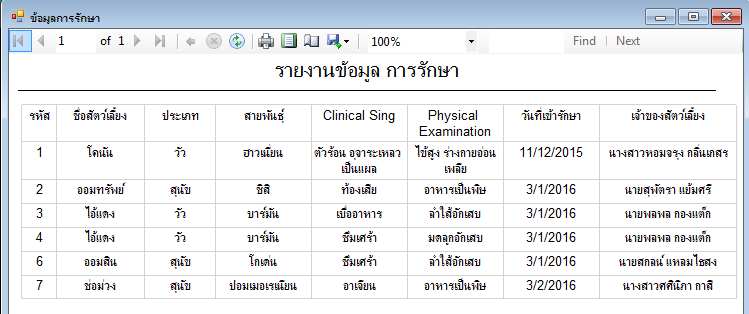 ข้อมูลการรักษา
1 of 1 100% Find | Next
รายงานข้อมูล การรักษา
รหัส ชื่อสัตว์เลี้ยง ประเภท สายพันธุ์ Clinical Sing Physical Examination วันที่เข้ารักษา เจ้าของสัตว์เลี้ยง
1 โคนัน วัว ฮาวเนี่ยน ตัวร้อน อุจาระเหลว เป็นแผล ไข้สูง ร่างกายอ่อน เพลีย 11/12/2015 นางสาวหอมจรุง กลิ่นเกสร
2 ออมทรัพย์ สุนัข ชิสิ ท้องเสีย อาหารเป็นพิษ 3/1/2016 นายสุพัตรา แย้มศรี
3 ไอ้แดง วัว บาร์มัน เบื่ออาหาร ลำใส้อักเสบ 3/1/2016 นายพลพล กองแต็ก
4 ไอ้แดง วัว บาร์มัน ซึมเศร้า มดลูกอักเสบ 3/1/2016 นายพลพล กองแต็ก
6 ออมสิน สุนัข โกเด่น ซึมเศร้า ลำใส้อักเสบ 3/1/2016 นายสกลน์ แหลมไธสง
7 ช่อม่วง สุนัข ปอมเมอเรเนียน อาเจียน อาหารเป็นพิษ 3/2/2016 นางสาวศศินิภา กาสี